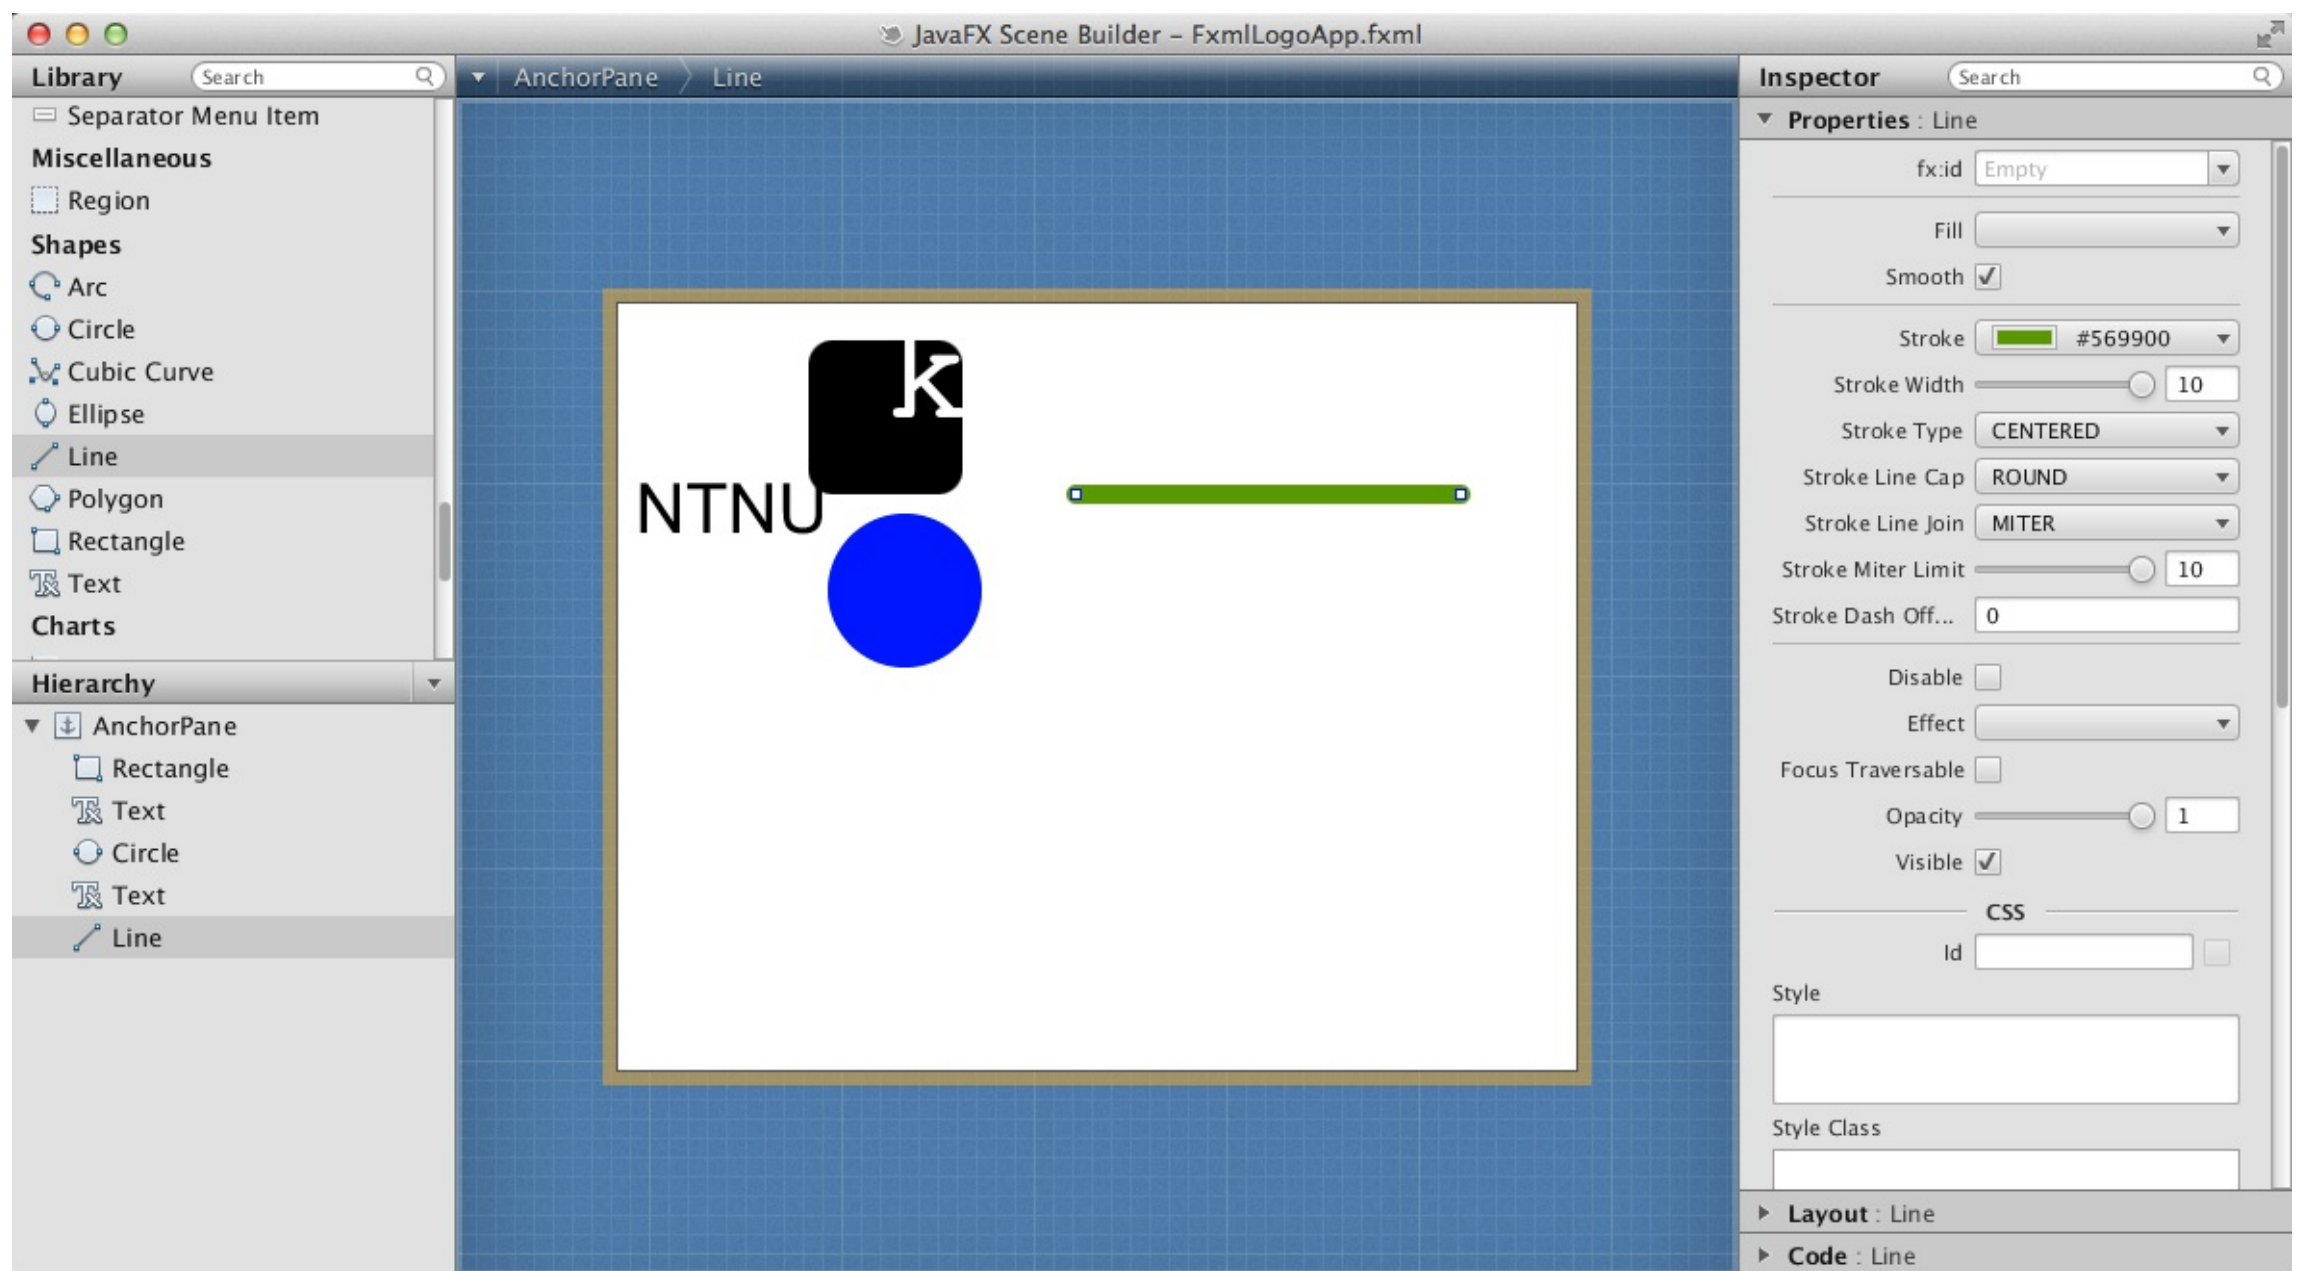 JavaFX Scene Builder – FxmlLogoApp.fxml
Library
Search
Separator Menu Item
Miscellaneous
Region
Shapes
Arc
Circle
Cubic Curve
Ellipse
Line
Polygon
Rectangle
Text
Charts
Hierarchy
AnchorPane
Rectangle
Text
Circle
Text
Line
AnchorPane
Line
k
NTNU
Inspector
Search
Properties : Line
fx:id Empty
Fill
Smooth
Stroke #569900
Stroke Width 10
Stroke Type CENTERED
Stroke Line Cap ROUND
Stroke Line Join MITER
Stroke Miter Limit 10
Stroke Dash Off... 0
Disable
Effect
Focus Traversable
Opacity 1
Visible
CSS
Id
Style
Style Class
Layout : Line
Code : Line